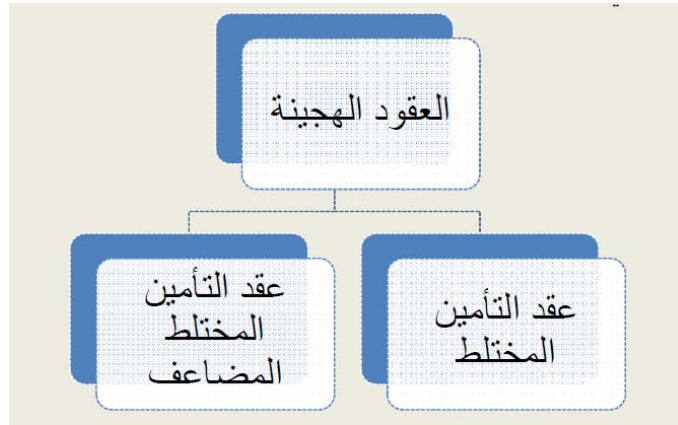 العقود الهجينة
عقد التأمين
المختلط
عقد التأمين
المختلط
المضاعف